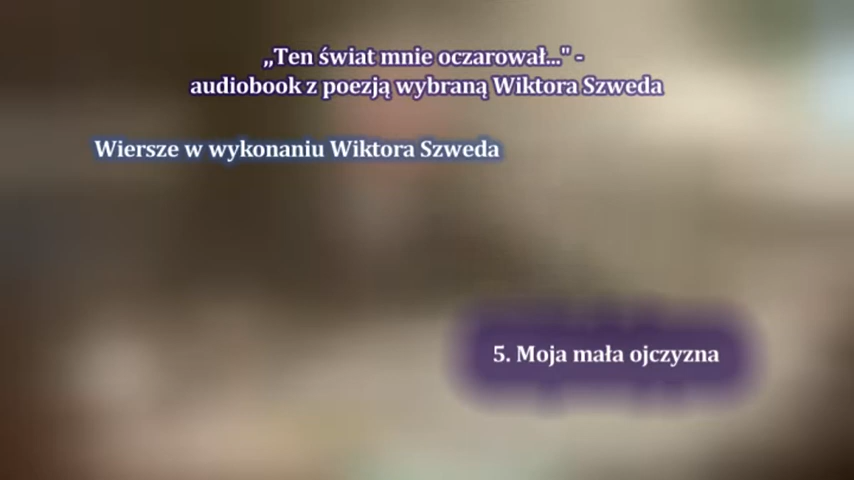 „Ten świat mnie oczarował..." -
audiobook z poezją wybraną Wiktora Szweda
Wiersze w wykonaniu Wiktora Szweda
5. Moja mała ojczyzna